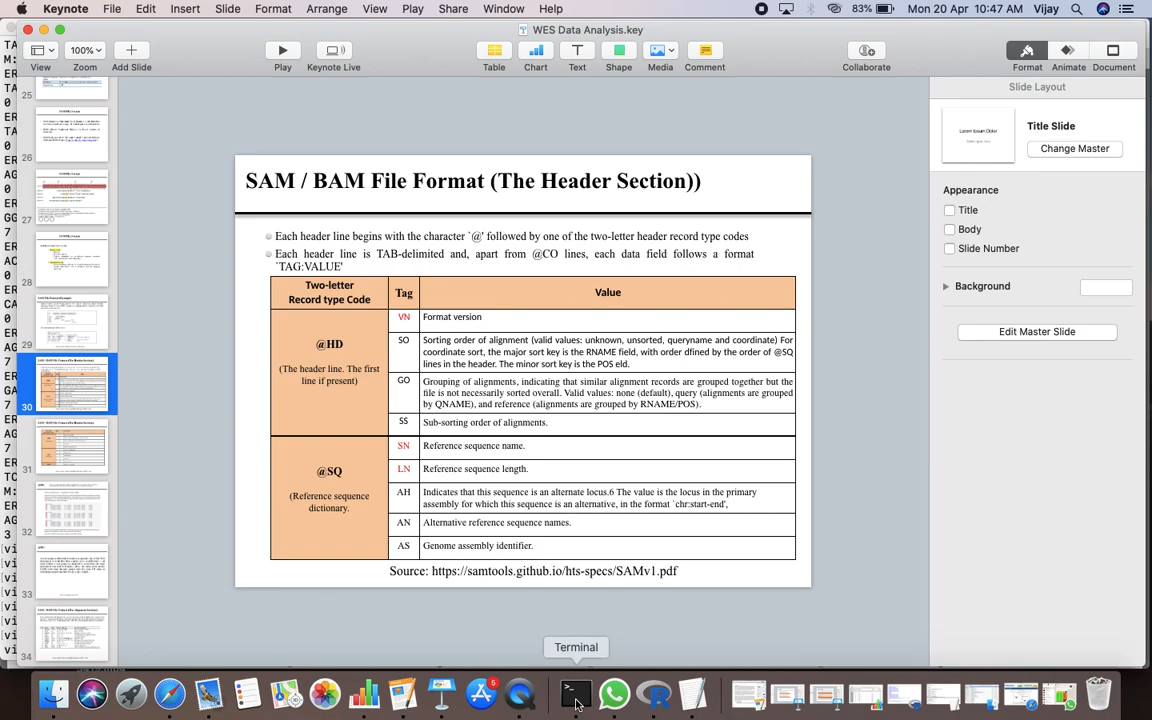 Keynote File Edit Insert Slide Format Arrange View Play Share Window Help 83% Mon 20 Apr 10:47 AM Vijay
WES Data Analysis.key
100%
View Zoom Add Slide Play Keynote Live Table Chart Text Shape Media Comment Collaborate Format Animate Document
25
26
27
28
29
30
31
32
33
34
SAM / BAM File Format (The Header Section))
Each header line begins with the character `@' followed by one of the two-letter header record type codes
Each header line is TAB-delimited and, apart from @CO lines, each data field follows a format
`TAG:VALUE'
Two-letter
Record type Code
Tag
Value
@HD
(The header line. The first
line if present)
VN Format version
SO Sorting order of alignment (valid values: unknown, unsorted, queryname and coordinate) For
coordinate sort, the major sort key is the RNAME field, with order dfined by the order of @SQ
lines in the header. The minor sort key is the POS eld.
GO Grouping of alignments, indicating that similar alignment records are grouped together but the
file is not necessarily sorted overall. Valid values: none (default), query (alignments are grouped
by QNAME), and reference (alignments are grouped by RNAME/POS).
SS Sub-sorting order of alignments.
@SQ
(Reference sequence
dictionary.
SN Reference sequence name.
LN Reference sequence length.
AH Indicates that this sequence is an alternate locus.6 The value is the locus in the primary
assembly for which this sequence is an alternative, in the format `chr:start-end',
AN Alternative reference sequence names.
AS Genome assembly identifier.
Source: https://samtools.github.io/hts-specs/SAMv1.pdf
Slide Layout
Lorem Ipsum Dolor
Title Slide
Change Master
Appearance
Title
Body
Slide Number
Background
Edit Master Slide
Terminal
5